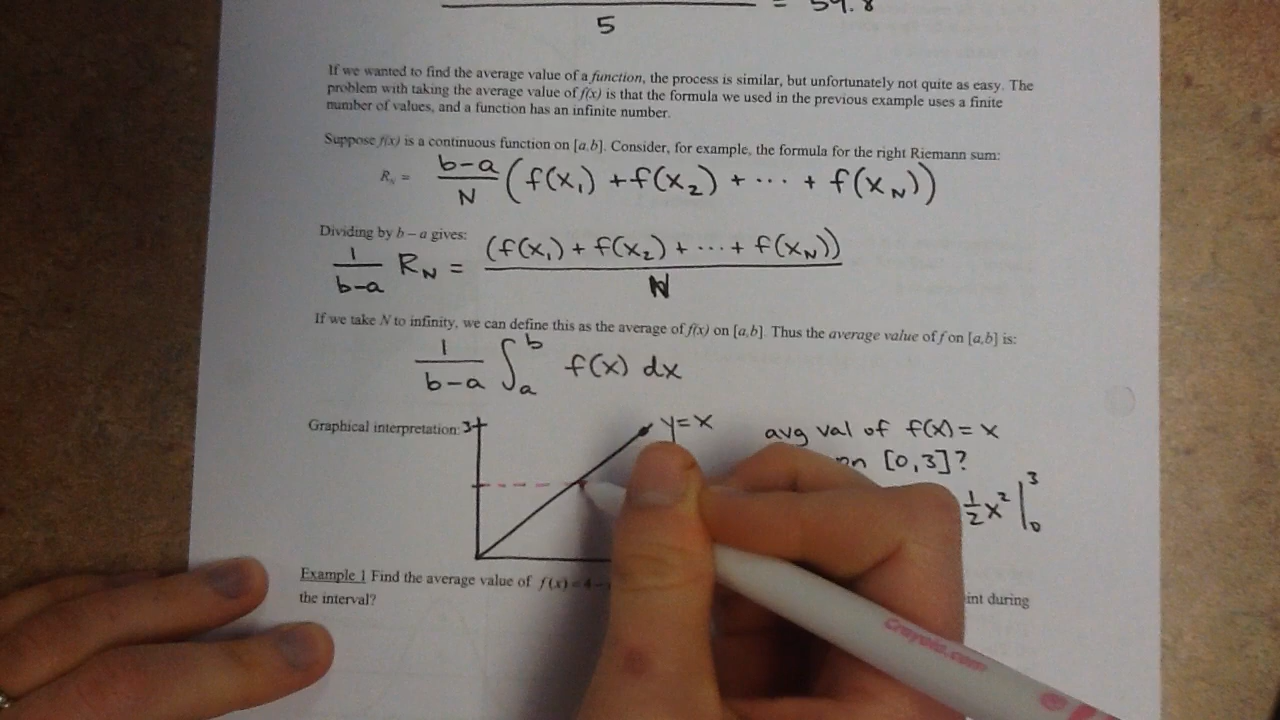 = 59.8
5
If we wanted to find the average value of a function, the process is similar, but unfortunately not quite as easy. The
problem with taking the average value of f(x) is that the formula we used in the previous example uses a finite
number of values, and a function has an infinite number.
Suppose f(x) is a continuous function on [a,b]. Consider, for example, the formula for the right Riemann sum:
R_N = (b-a)/N (f(x₁) + f(x₂) + ... + f(x_N))
Dividing by b – a gives:
1/(b-a) R_N = (f(x₁) + f(x₂) + ... + f(x_N))/N
If we take N to infinity, we can define this as the average of f(x) on [a,b]. Thus the average value of f on [a,b] is:
1/(b-a) ∫_a^b f(x) dx
Graphical interpretation: 3 y=x avg val of f(x) = x
on [0,3]?
½x² |₀³
Example 1 Find the average value of f(x) = 4 – int during
the interval?
Crayola.com